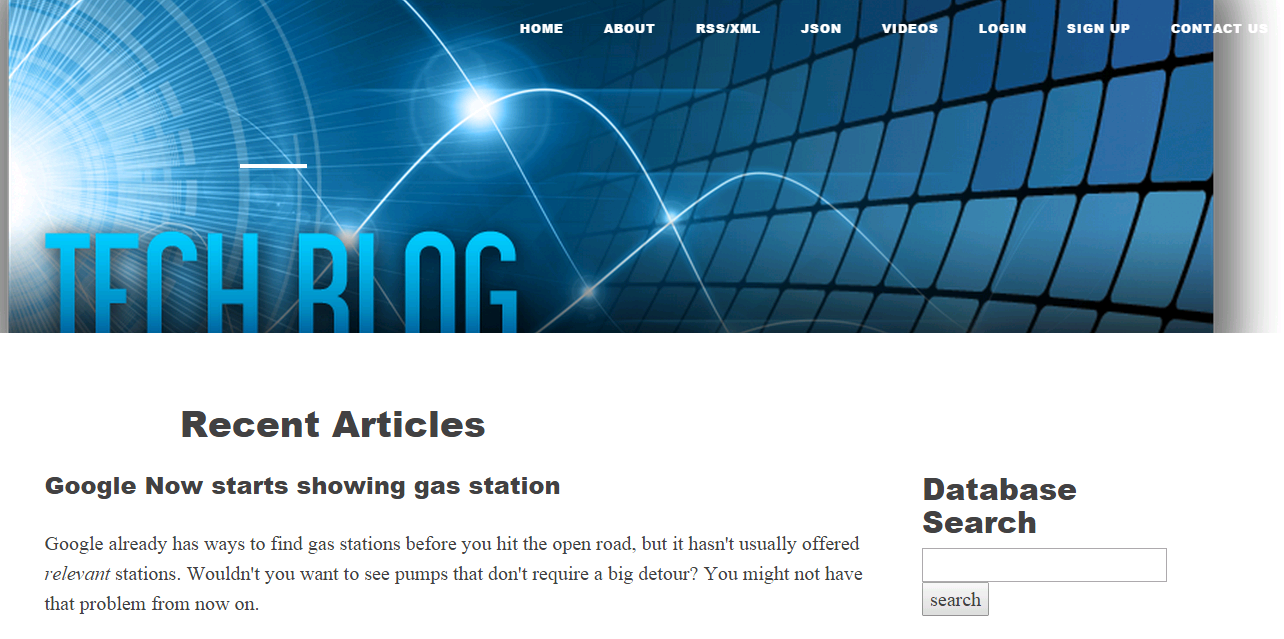 HOME ABOUT RSS/XML JSON VIDEOS LOGIN SIGN UP CONTACT US
TECH BLOG
Recent Articles
Google Now starts showing gas station
Google already has ways to find gas stations before you hit the open road, but it hasn't usually offered
relevant stations. Wouldn't you want to see pumps that don't require a big detour? You might not have
that problem from now on.
Database
Search
search